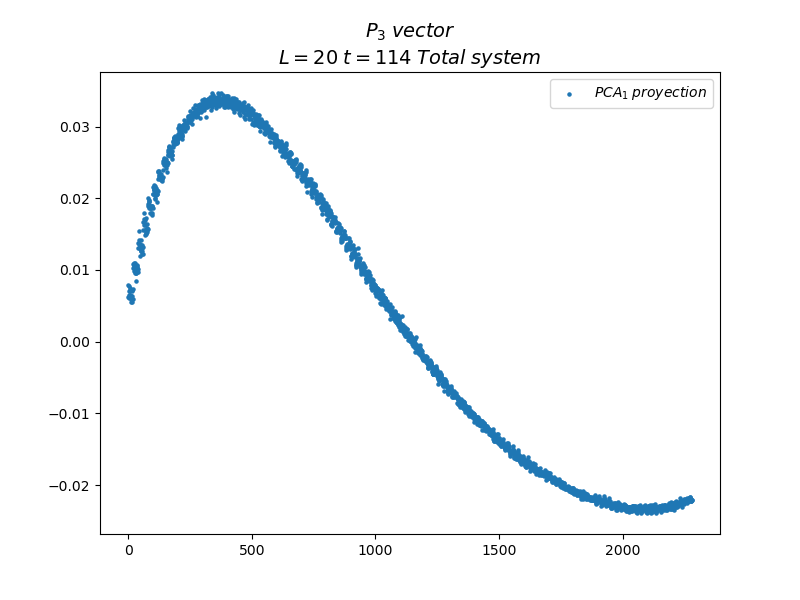 P₃ vector
L = 20 t = 114 Total system
PCA₁ proyection
0.03
0.02
0.01
0.00
−0.01
−0.02
0 500 1000 1500 2000